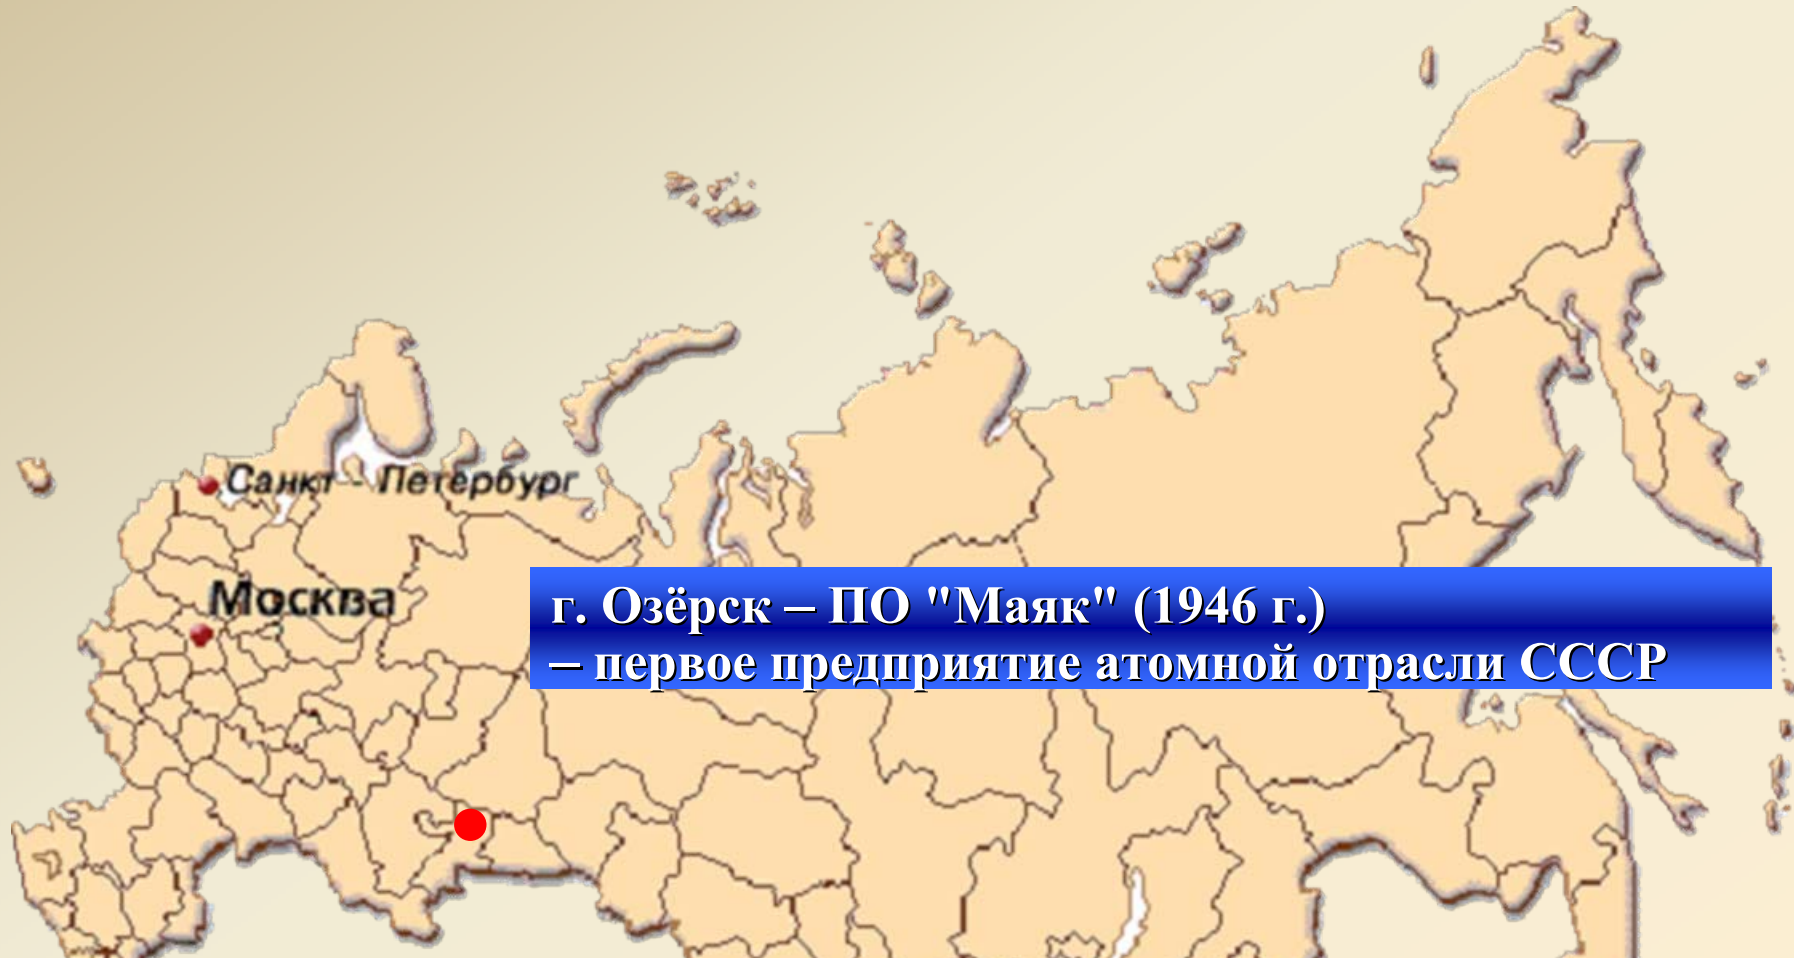 Санкт - Петербург
Москва
г. Озёрск – ПО "Маяк" (1946 г.)
– первое предприятие атомной отрасли СССР